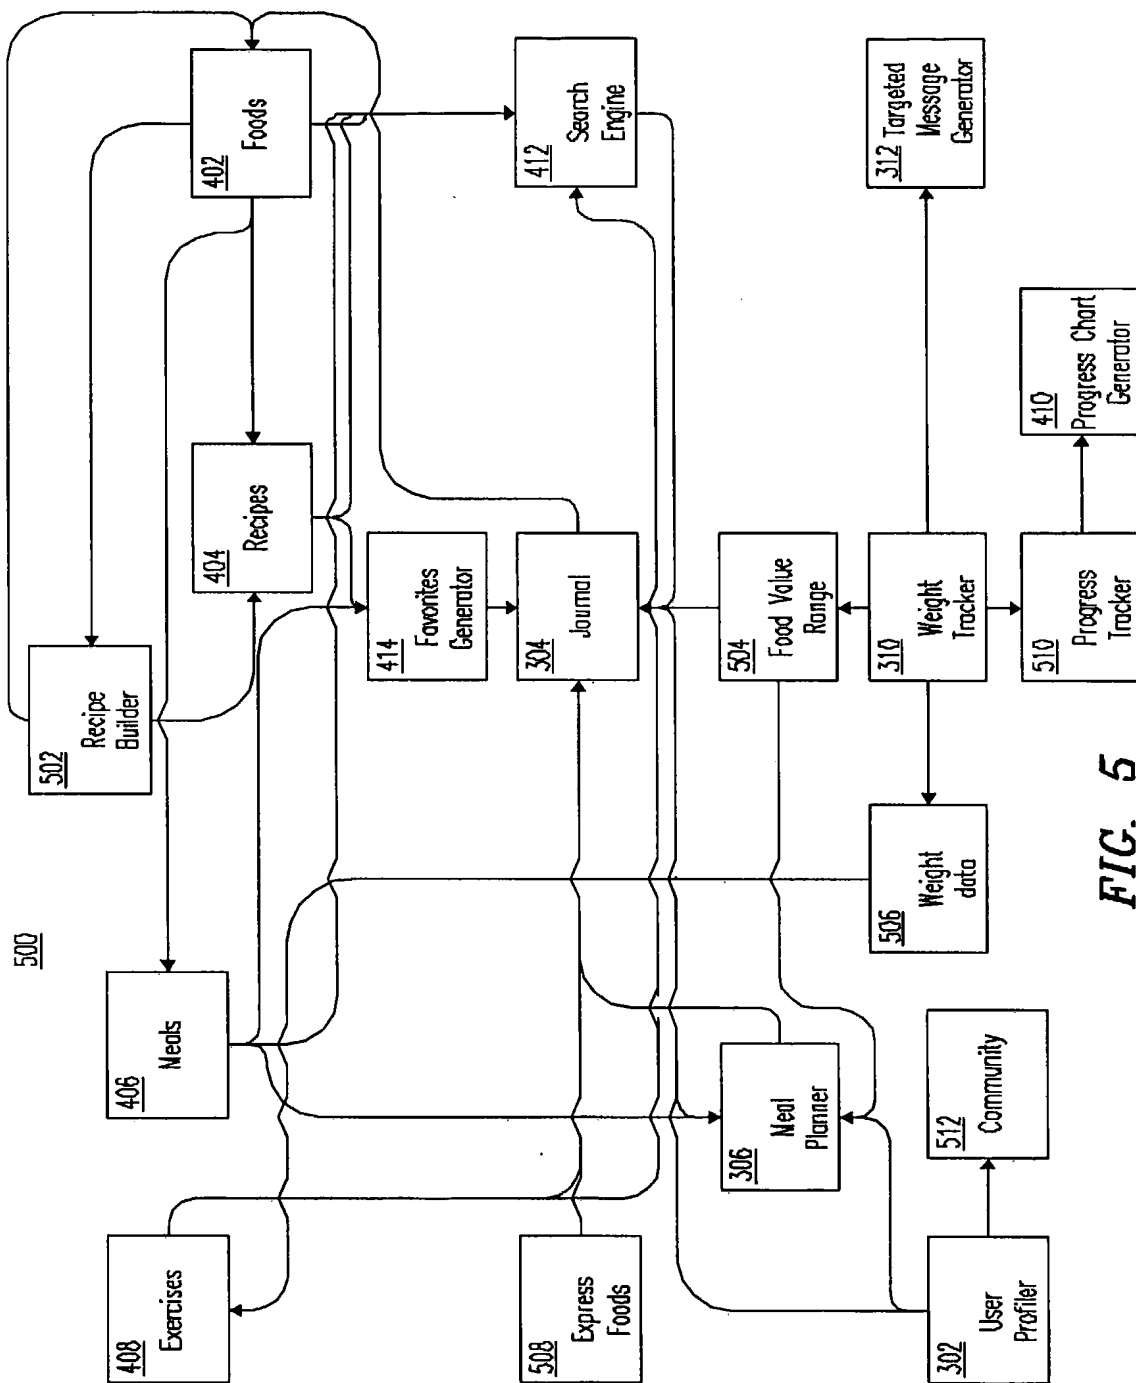 500
502
Recipe
Builder
408
Exercises
406
Meals
404
Recipes
402
Foods
414
Favorites
Generator
508
Express
Foods
304
Journal
412
Search
Engine
306
Meal
Planner
504
Food Value
Range
302
User
Profiler
512
Community
506
Weight
data
310
Weight
Tracker
312 Targeted
Message
Generator
510
Progress
Tracker
410
Progress Chart
Generator
FIG. 5